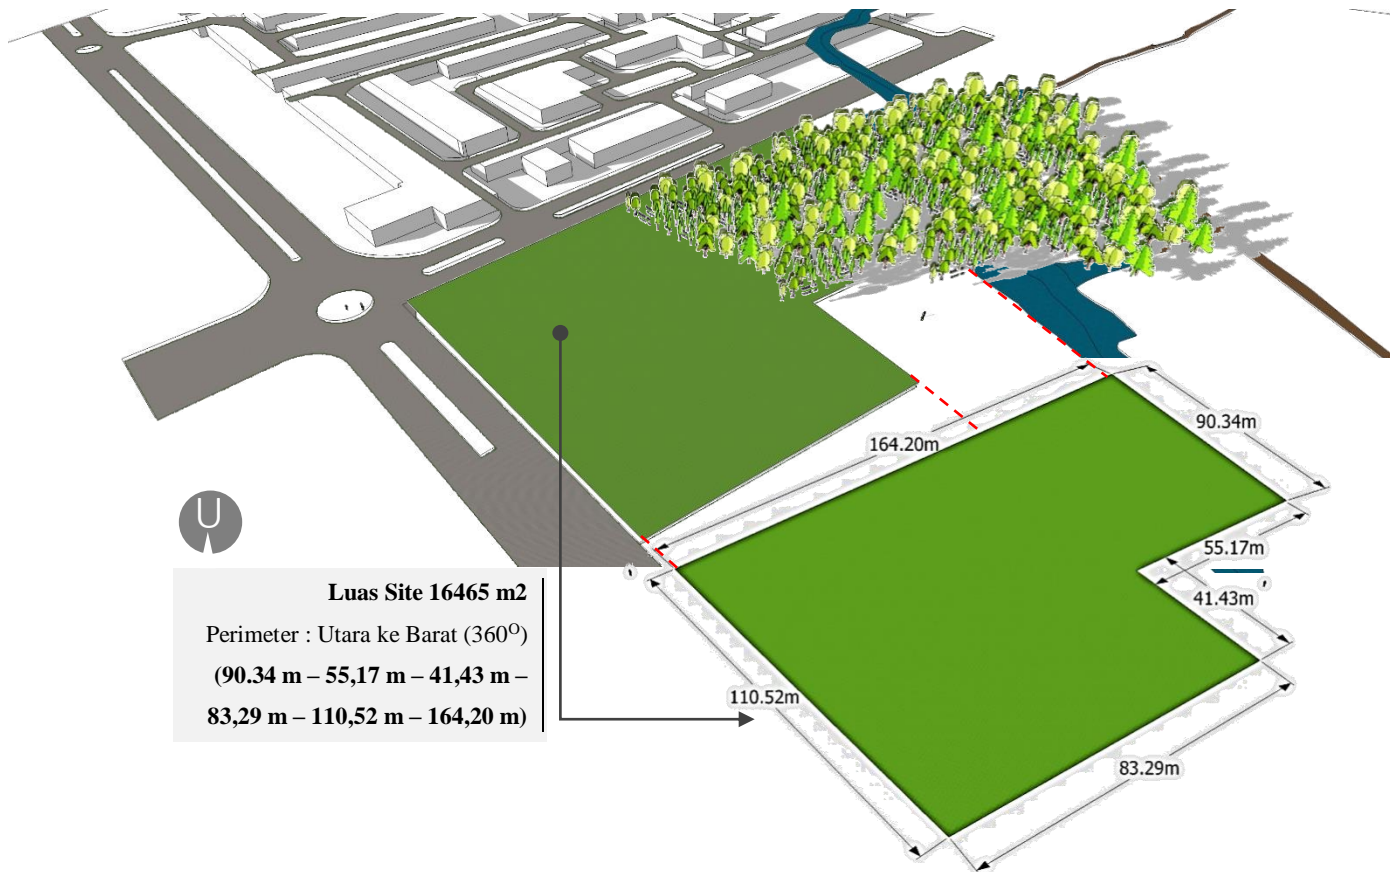 90.34m
164.20m
U
55.17m
Luas Site 16465 m2
41.43m
Perimeter : Utara ke Barat (360⁰)
(90.34 m – 55,17 m – 41,43 m –
83,29 m – 110,52 m – 164,20 m)
110.52m
83.29m